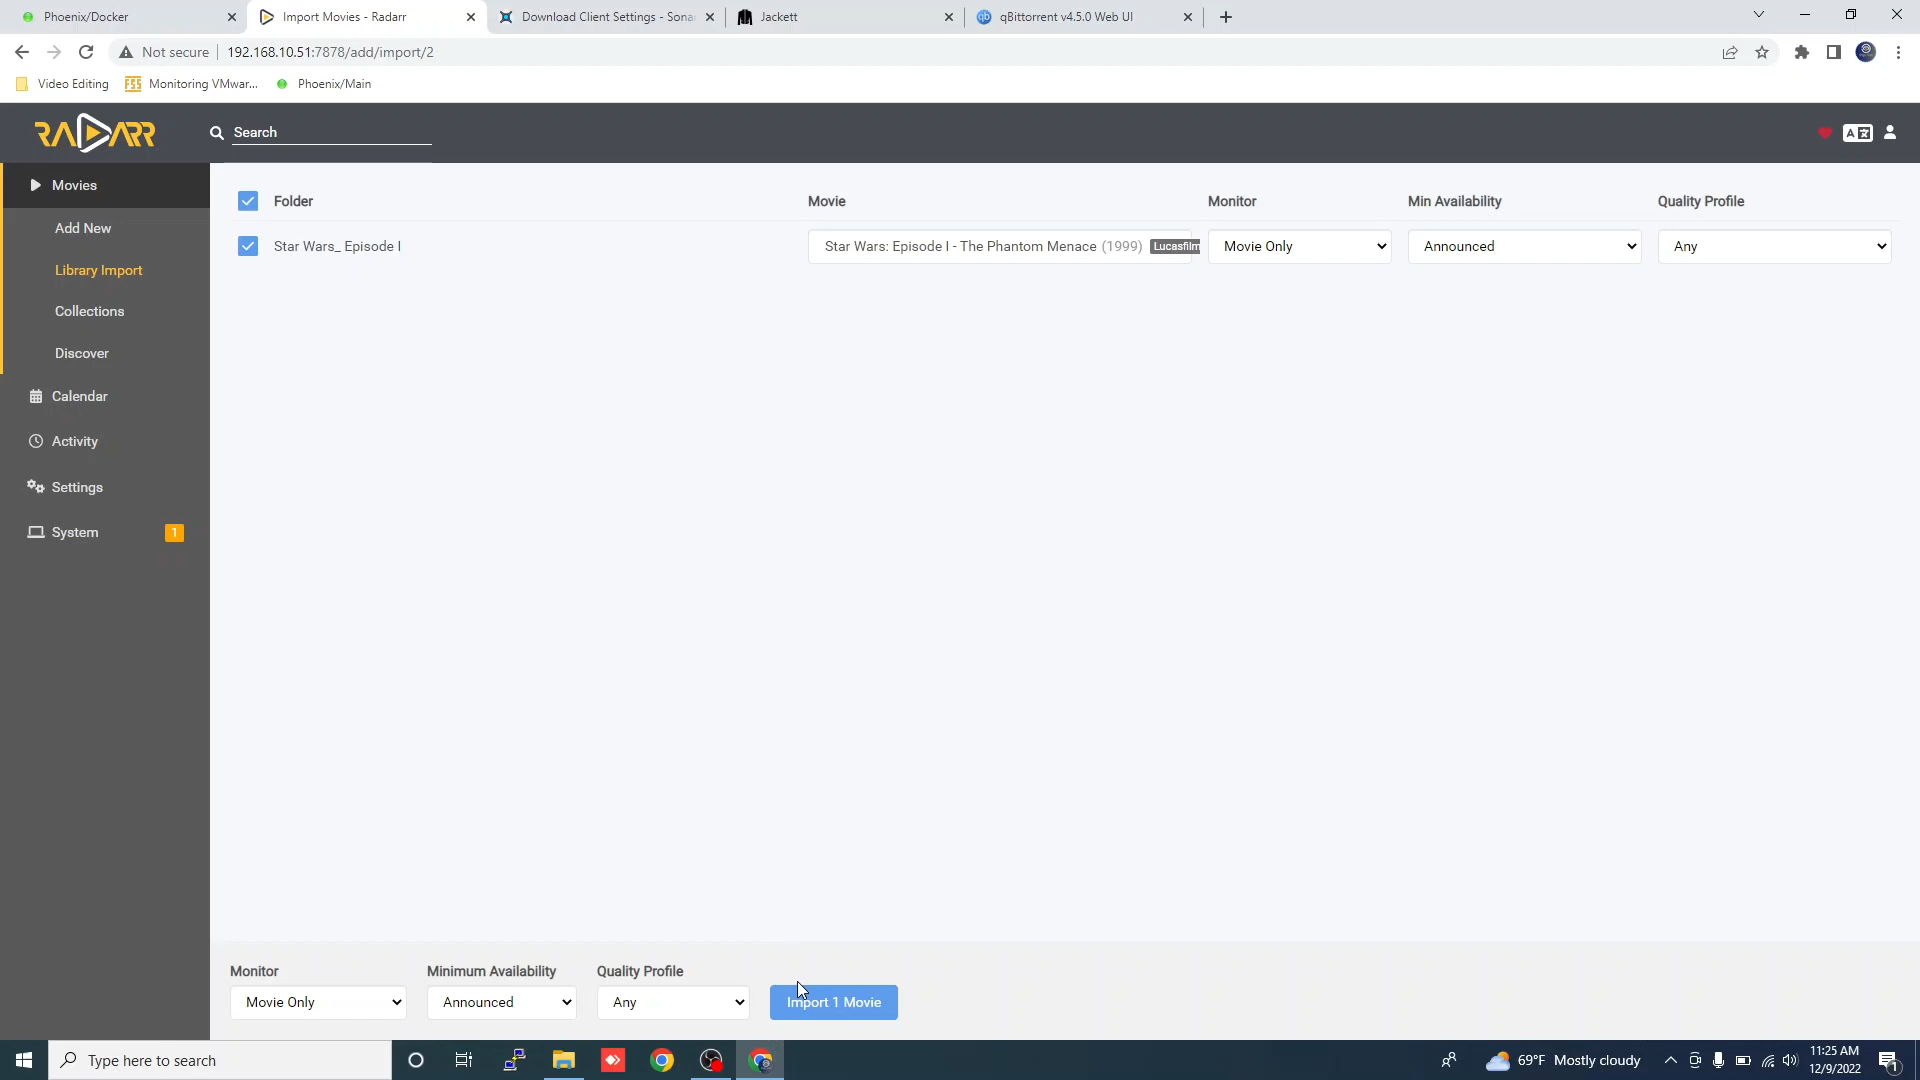 Phoenix/Docker
Import Movies - Radarr
Download Client Settings - Sona
Jackett
qBittorrent v4.5.0 Web UI
Not secure
192.168.10.51:7878/add/import/2
Video Editing
FSS
Monitoring VMwar...
Phoenix/Main
RADARR
Search
Movies
Add New
Library Import
Collections
Discover
Calendar
Activity
Settings
System
1
Folder
Movie
Monitor
Min Availability
Quality Profile
Star Wars_ Episode I
Star Wars: Episode I - The Phantom Menace (1999)
Lucasfilm
Movie Only
Announced
Any
Monitor
Minimum Availability
Quality Profile
Movie Only
Announced
Any
Import 1 Movie
Type here to search
69°F Mostly cloudy
11:25 AM
12/9/2022
1